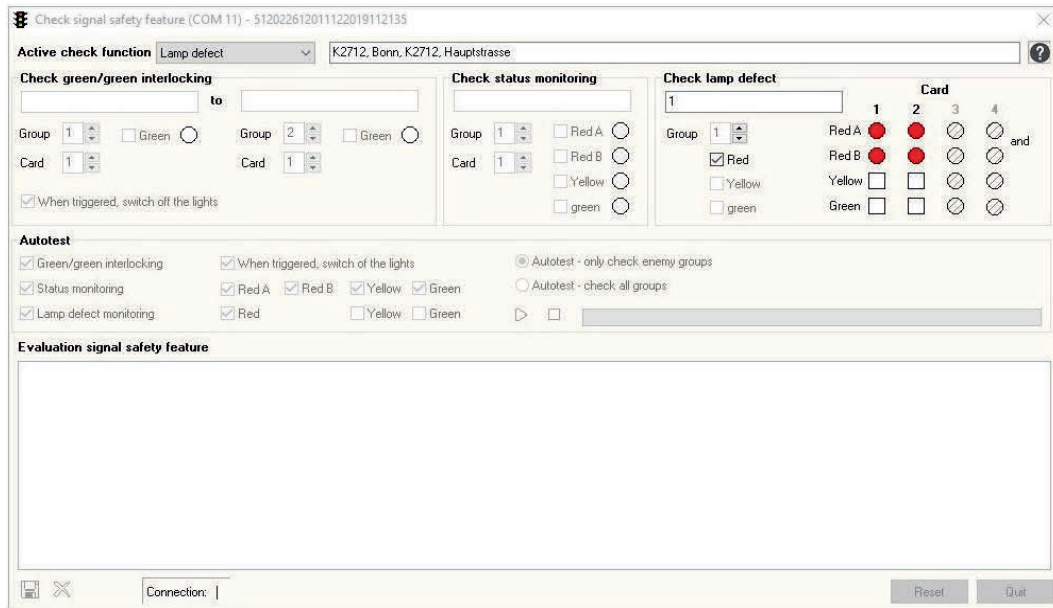 Check signal safety feature (COM 11) - 5120226120111220191121​35
Active check function Lamp defect K2712, Bonn, K2712, Hauptstrasse ?
Check green/green interlocking
to
Group 1 Green Group 2 Green
Card 1 Card 1
When triggered, switch off the lights
Check status monitoring
Group 1 Red A
Card 1 Red B
Yellow
green
Check lamp defect
1
Group 1
Red
Yellow
green
Card
1 2 3 4
Red A
and
Red B
Yellow
Green
Autotest
Green/green interlocking When triggered, switch of the lights Autotest - only check enemy groups
Status monitoring Red A Red B Yellow Green Autotest - check all groups
Lamp defect monitoring Red Yellow Green
Evaluation signal safety feature
Connection: |
Reset Quit